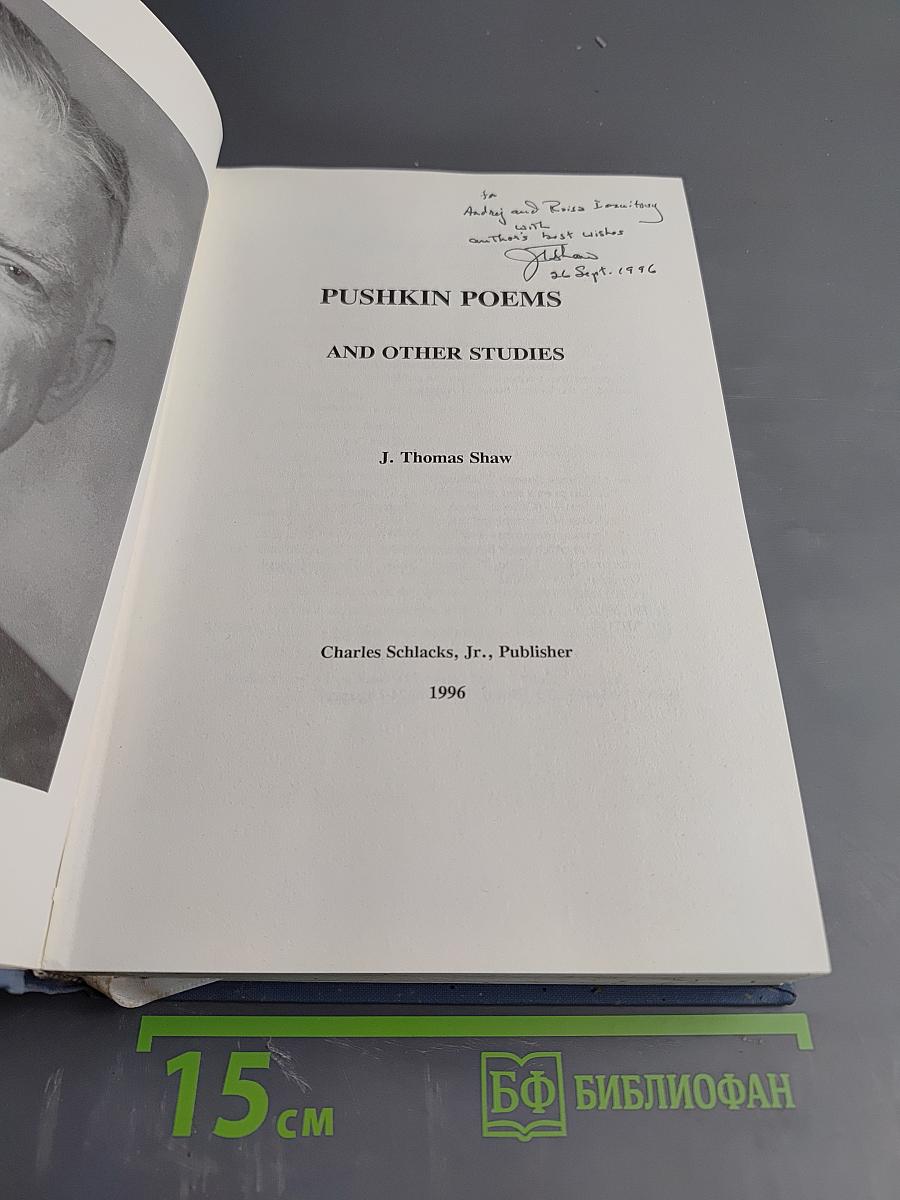 to
Andrej and Raisa
with
author's best wishes
JTShaw
26 Sept. 1996
PUSHKIN POEMS
AND OTHER STUDIES
J. Thomas Shaw
Charles Schlacks, Jr., Publisher
1996
15 см
БФ БИБЛИОФАН